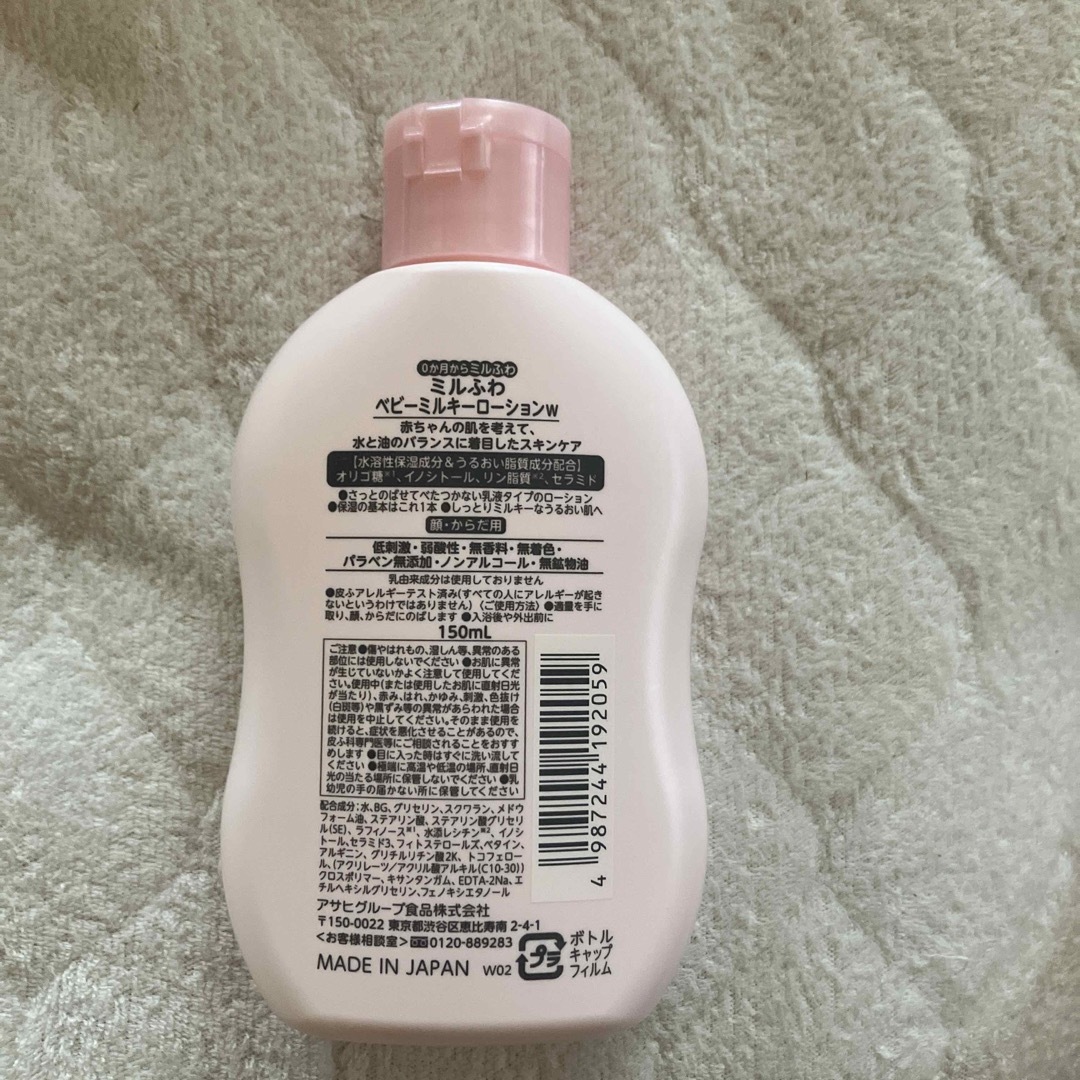 0か月からミルふわ
ミルふわ
ベビーミルキーローションW
赤ちゃんの肌を考えて、
水と油のバランスに着目したスキンケア
【水溶性保湿成分＆うるおい脂質成分配合】
オリゴ糖※1、イノシトール、リン脂質※2、セラミド
●さっとのばせてべたつかない乳液タイプのローション
●保湿の基本はこれ1本 ●しっとりミルキーなうるおい肌へ
顔・からだ用
低刺激・弱酸性・無香料・無着色・
パラベン無添加・ノンアルコール・無鉱物油
乳由来成分は使用しておりません
●皮ふアレルギーテスト済み(すべての人にアレルギーが起き
ないというわけではありません)〈ご使用方法〉●適量を手に
取り、顔、からだにのばします ●入浴後や外出前に
150mL
ご注意●傷やはれもの、湿しん等、異常のある
部位には使用しないでください ●お肌に異常
が生じていないかよく注意して使用してくだ
さい。使用中(または使用したお肌に直射日光
が当たり)、赤み、はれ、かゆみ、刺激、色抜け
(白斑等)や黒ずみ等の異常があらわれた場合
は使用を中止してください。そのまま使用を
続けると、症状を悪化させることがあるので、
皮ふ科専門医等にご相談されることをおすす
めします ●目に入った時はすぐに洗い流して
ください ●極端に高温や低温の場所、直射日
光の当たる場所に保管しないでください ●乳
幼児の手の届かない所に保管してください
配合成分:水、BG、グリセリン、スクワラン、メドウ
フォーム油、ステアリン酸、ステアリン酸グリセリ
ル(SE)、ラフィノース※1、水添レシチン※2、イノシ
トール、セラミド3、フィトステロールズ、ベタイン、
アルギニン、グリチルリチン酸2K、トコフェロ
ール、(アクリレーツ/アクリル酸アルキル(C10-30))
クロスポリマー、キサンタンガム、EDTA-2Na、エ
チルヘキシルグリセリン、フェノキシエタノール
アサヒグループ食品株式会社
〒150-0022 東京都渋谷区恵比寿南2-4-1
<お客様相談室>0120-889283
MADE IN JAPAN W02
プラ
ボトル
キャップ
フィルム
4 987244 192059